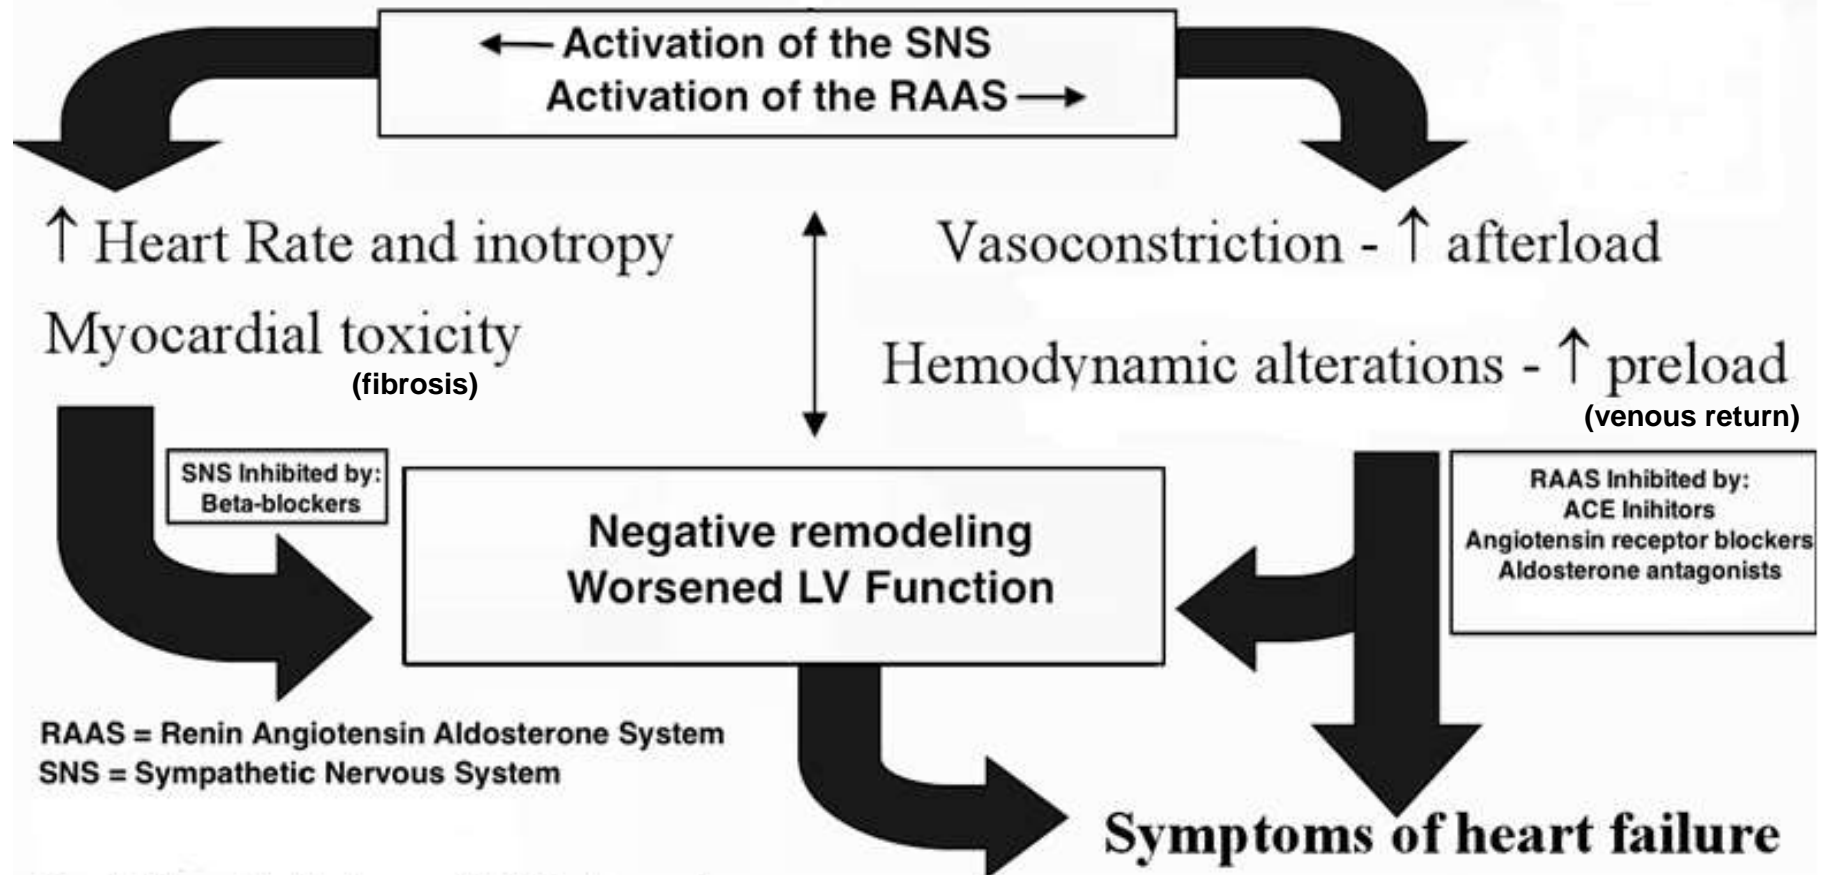 ← Activation of the SNS
Activation of the RAAS →
↑ Heart Rate and inotropy
Myocardial toxicity
(fibrosis)
Vasoconstriction - ↑ afterload
Hemodynamic alterations - ↑ preload
(venous return)
SNS Inhibited by:
Beta-blockers
Negative remodeling
Worsened LV Function
RAAS Inhibited by:
ACE Inihitors
Angiotensin receptor blockers
Aldosterone antagonists
RAAS = Renin Angiotensin Aldosterone System
SNS = Sympathetic Nervous System
Symptoms of heart failure